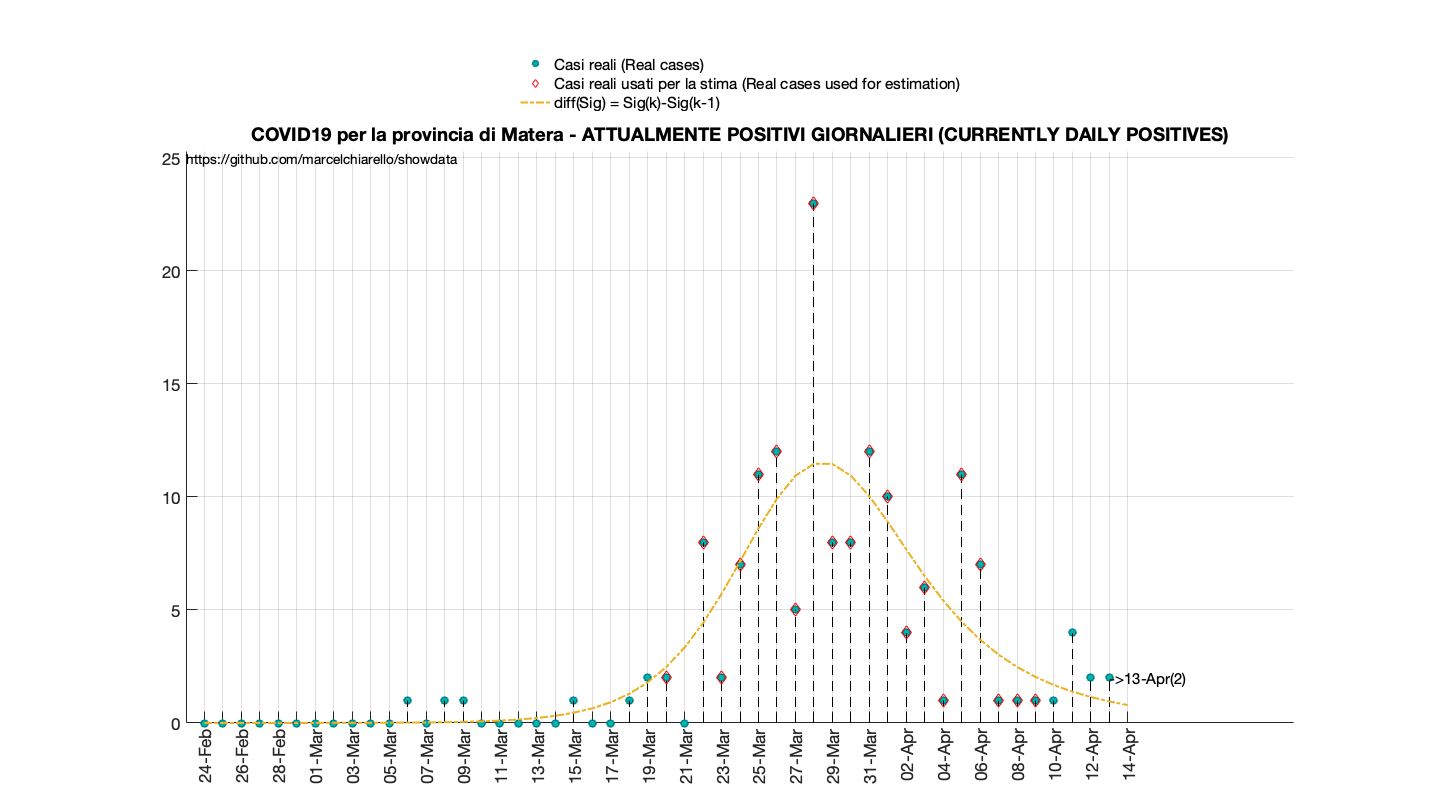 Casi reali (Real cases)
Casi reali usati per la stima (Real cases used for estimation)
diff(Sig) = Sig(k)-Sig(k-1)
COVID19 per la provincia di Matera - ATTUALMENTE POSITIVI GIORNALIERI (CURRENTLY DAILY POSITIVES)
https://github.com/marcelchiarello/showdata
25
20
15
10
5
0
->13-Apr(2)
24-Feb
26-Feb
28-Feb
01-Mar
03-Mar
05-Mar
07-Mar
09-Mar
11-Mar
13-Mar
15-Mar
17-Mar
19-Mar
21-Mar
23-Mar
25-Mar
27-Mar
29-Mar
31-Mar
02-Apr
04-Apr
06-Apr
08-Apr
10-Apr
12-Apr
14-Apr